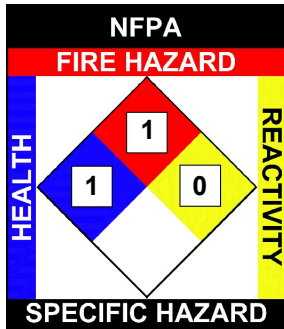 NFPA
FIRE HAZARD
HEALTH
1
1
0
REACTIVITY
SPECIFIC HAZARD